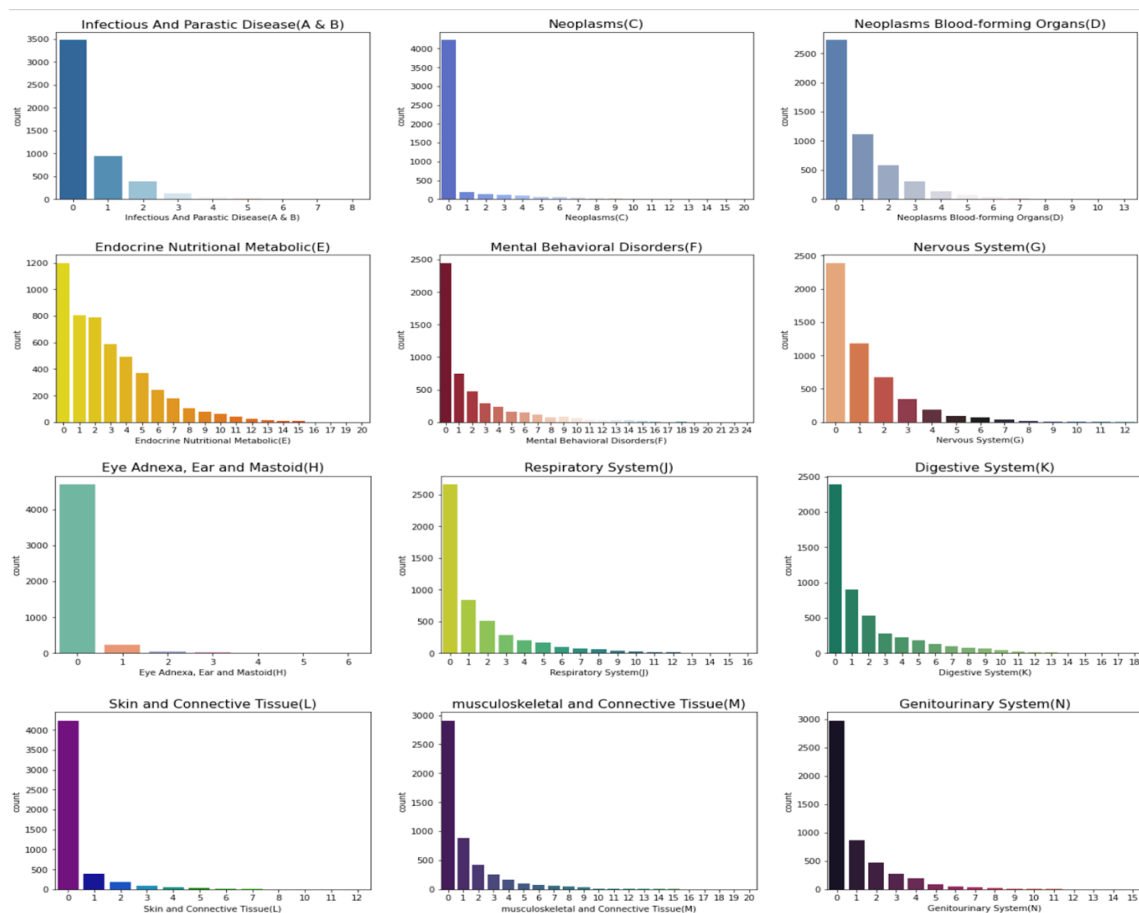 Infectious And Parastic Disease(A & B)
3500
3000
2500
2000
1500
1000
500
0
count
0 1 2 3 4 5 6 7 8
Infectious And Parastic Disease(A & B)
Neoplasms(C)
4000
3500
3000
2500
2000
1500
1000
500
0
count
0 1 2 3 4 5 6 7 8 9 10 11 12 13 14 15 20
Neoplasms(C)
Neoplasms Blood-forming Organs(D)
2500
2000
1500
1000
500
0
count
0 1 2 3 4 5 6 7 8 9 10 13
Neoplasms Blood-forming Organs(D)
Endocrine Nutritional Metabolic(E)
1200
1000
800
600
400
200
0
count
0 1 2 3 4 5 6 7 8 9 10 11 12 13 14 15 16 17 19 20
Endocrine Nutritional Metabolic(E)
Mental Behavioral Disorders(F)
2500
2000
1500
1000
500
0
count
0 1 2 3 4 5 6 7 8 9 10 11 12 13 14 15 16 17 18 19 20 21 23 24
Mental Behavioral Disorders(F)
Nervous System(G)
2500
2000
1500
1000
500
0
count
0 1 2 3 4 5 6 7 8 9 10 11 12
Nervous System(G)
Eye Adnexa, Ear and Mastoid(H)
4000
3000
2000
1000
0
count
0 1 2 3 4 5 6
Eye Adnexa, Ear and Mastoid(H)
Respiratory System(J)
2500
2000
1500
1000
500
0
count
0 1 2 3 4 5 6 7 8 9 10 11 12 13 14 15 16
Respiratory System(J)
Digestive System(K)
2500
2000
1500
1000
500
0
count
0 1 2 3 4 5 6 7 8 9 10 11 12 13 14 15 16 17 18
Digestive System(K)
Skin and Connective Tissue(L)
4000
3500
3000
2500
2000
1500
1000
500
0
count
0 1 2 3 4 5 6 7 8 9 10 11 12
Skin and Connective Tissue(L)
musculoskeletal and Connective Tissue(M)
3000
2500
2000
1500
1000
500
0
count
0 1 2 3 4 5 6 7 8 9 10 11 12 13 14 15 16 17 18 19 20
musculoskeletal and Connective Tissue(M)
Genitourinary System(N)
3000
2500
2000
1500
1000
500
0
count
0 1 2 3 4 5 6 7 8 9 10 11 12 13 14 15
Genitourinary System(N)